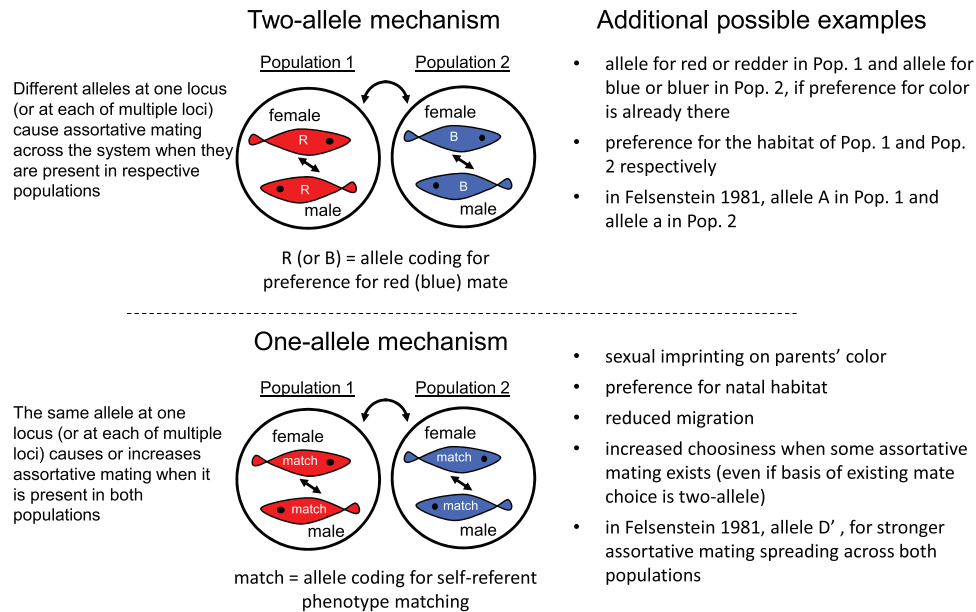 Two-allele mechanism
Additional possible examples
Population 1
Population 2
Different alleles at one locus
(or at each of multiple loci)
cause assortative mating
across the system when they
are present in respective
populations
female
R
R
male
female
B
B
male
R (or B) = allele coding for
preference for red (blue) mate
• allele for red or redder in Pop. 1 and allele for
blue or bluer in Pop. 2, if preference for color
is already there
• preference for the habitat of Pop. 1 and Pop.
2 respectively
• in Felsenstein 1981, allele A in Pop. 1 and
allele a in Pop. 2
One-allele mechanism
Population 1
Population 2
The same allele at one
locus (or at each of multiple
loci) causes or increases
assortative mating when it
is present in both
populations
female
match
match
male
female
match
match
male
match = allele coding for self-referent
phenotype matching
• sexual imprinting on parents’ color
• preference for natal habitat
• reduced migration
• increased choosiness when some assortative
mating exists (even if basis of existing mate
choice is two-allele)
• in Felsenstein 1981, allele D’ , for stronger
assortative mating spreading across both
populations